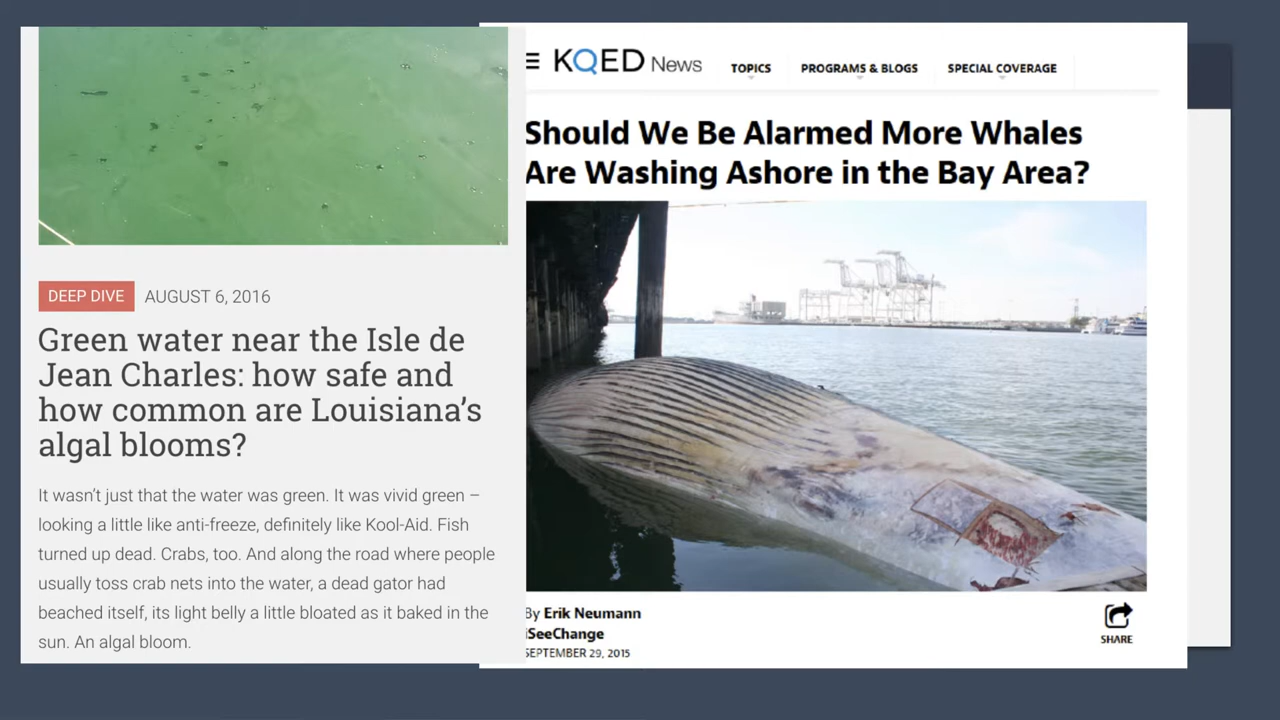 DEEP DIVE AUGUST 6, 2016
Green water near the Isle de
Jean Charles: how safe and
how common are Louisiana’s
algal blooms?
It wasn’t just that the water was green. It was vivid green –
looking a little like anti-freeze, definitely like Kool-Aid. Fish
turned up dead. Crabs, too. And along the road where people
usually toss crab nets into the water, a dead gator had
beached itself, its light belly a little bloated as it baked in the
sun. An algal bloom.
KQED News TOPICS PROGRAMS & BLOGS SPECIAL COVERAGE
Should We Be Alarmed More Whales
Are Washing Ashore in the Bay Area?
By Erik Neumann
iSeeChange
SEPTEMBER 29, 2015
SHARE